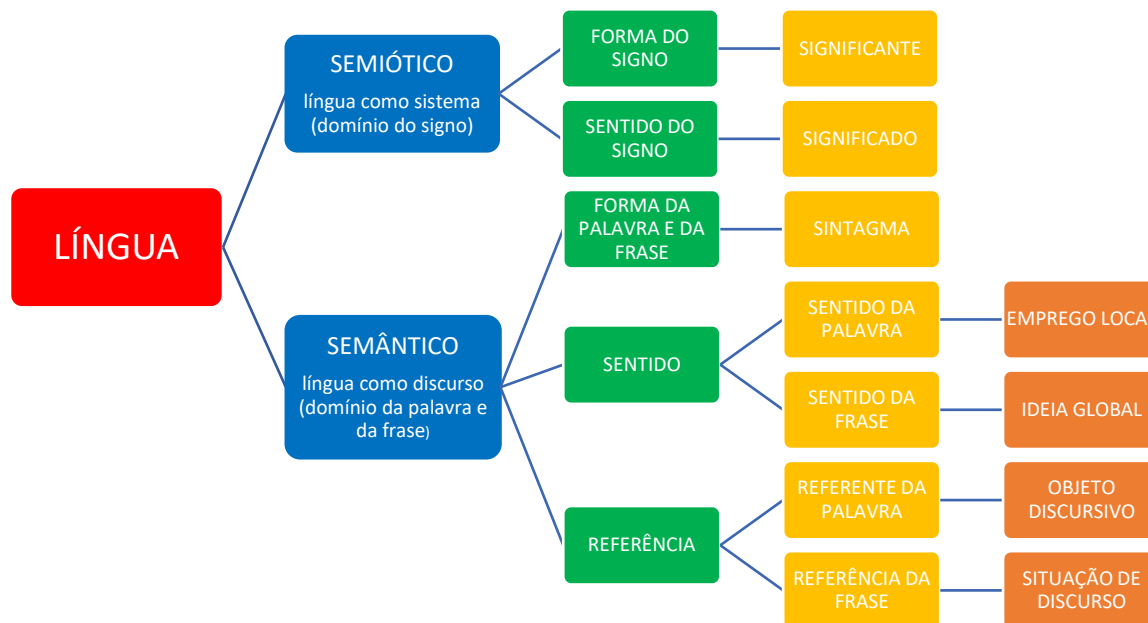 LÍNGUA
SEMIÓTICO
língua como sistema
(domínio do signo)
FORMA DO
SIGNO
SIGNIFICANTE
SENTIDO DO
SIGNO
SIGNIFICADO
SEMÂNTICO
língua como discurso
(domínio da palavra e
da frase)
FORMA DA
PALAVRA E DA
FRASE
SINTAGMA
SENTIDO
SENTIDO DA
PALAVRA
EMPREGO LOCA
SENTIDO DA
FRASE
IDEIA GLOBAL
REFERÊNCIA
REFERENTE DA
PALAVRA
OBJETO
DISCURSIVO
REFERÊNCIA DA
FRASE
SITUAÇÃO DE
DISCURSO